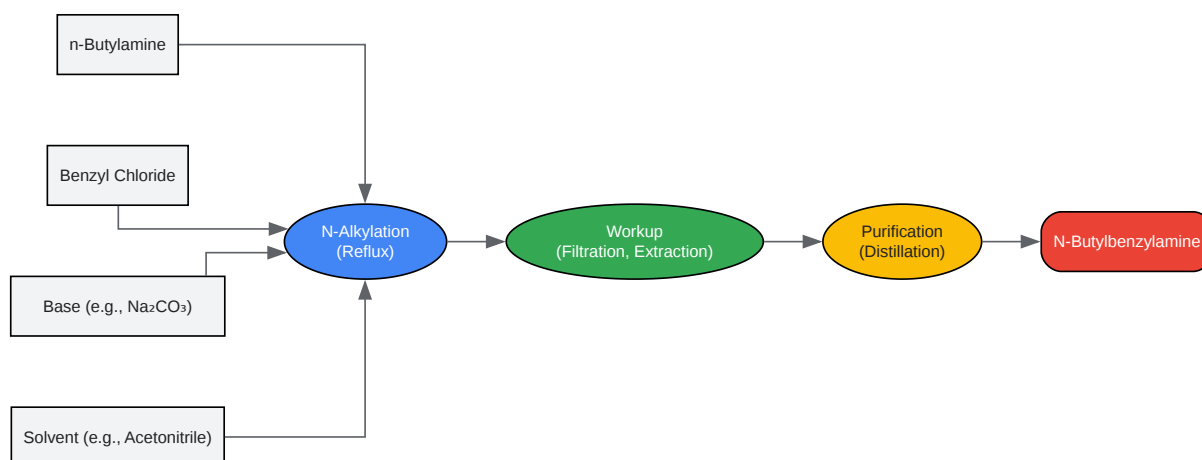 n-Butylamine
Benzyl Chloride
Base (e.g., Na₂CO₃)
Solvent (e.g., Acetonitrile)
N-Alkylation
(Reflux)
Workup
(Filtration, Extraction)
Purification
(Distillation)
N-Butylbenzylamine